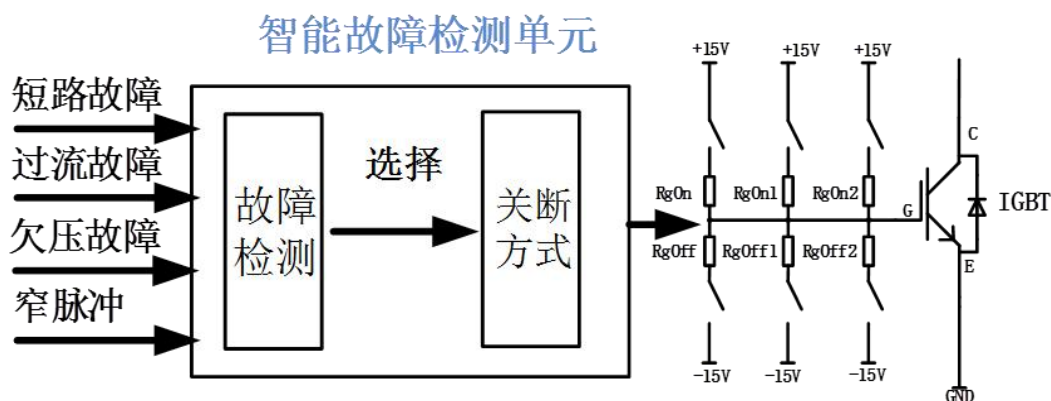 智能故障检测单元
短路故障
过流故障
欠压故障
窄脉冲
故障
检测
选择
关断
方式
+15V +15V +15V
RgOn RgOn1 RgOn2
G
C
IGBT
RgOff RgOff1 RgOff2
E
-15V -15V -15V
GND